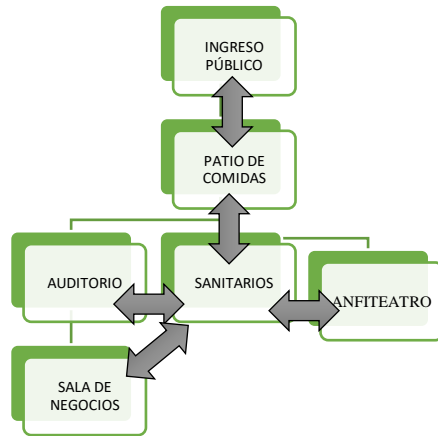 INGRESO
PÚBLICO
PATIO DE
COMIDAS
AUDITORIO
SANITARIOS
ANFITEATRO
SALA DE
NEGOCIOS